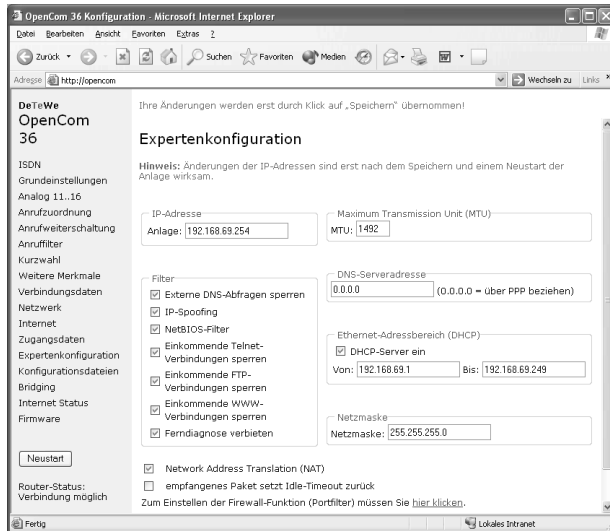 OpenCom 36 Konfiguration - Microsoft Internet Explorer
Datei Bearbeiten Ansicht Favoriten Extras ?
Zurück Suchen Favoriten Medien
Adresse http://opencom Wechseln zu Links »
DeTeWe
OpenCom
36
ISDN
Grundeinstellungen
Analog 11..16
Anrufzuordnung
Anrufweiterschaltung
Anruffilter
Kurzwahl
Weitere Merkmale
Verbindungsdaten
Netzwerk
Internet
Zugangsdaten
Expertenkonfiguration
Konfigurationsdateien
Bridging
Internet Status
Firmware
Neustart
Router-Status:
Verbindung möglich
Ihre Änderungen werden erst durch Klick auf „Speichern" übernommen!
Expertenkonfiguration
Hinweis: Änderungen der IP-Adressen sind erst nach dem Speichern und einem Neustart der
Anlage wirksam.
IP-Adresse
Anlage: 192.168.69.254
Maximum Transmission Unit (MTU)
MTU: 1492
Filter
Externe DNS-Abfragen sperren
IP-Spoofing
NetBIOS-Filter
Einkommende Telnet-
Verbindungen sperren
Einkommende FTP-
Verbindungen sperren
Einkommende WWW-
Verbindungen sperren
Ferndiagnose verbieten
DNS-Serveradresse
0.0.0.0 (0.0.0.0 = über PPP beziehen)
Ethernet-Adressbereich (DHCP)
DHCP-Server ein
Von: 192.168.69.1 Bis: 192.168.69.249
Netzmaske
Netzmaske: 255.255.255.0
Network Address Translation (NAT)
empfangenes Paket setzt Idle-Timeout zurück
Zum Einstellen der Firewall-Funktion (Portfilter) müssen Sie hier klicken.
Fertig Lokales Intranet